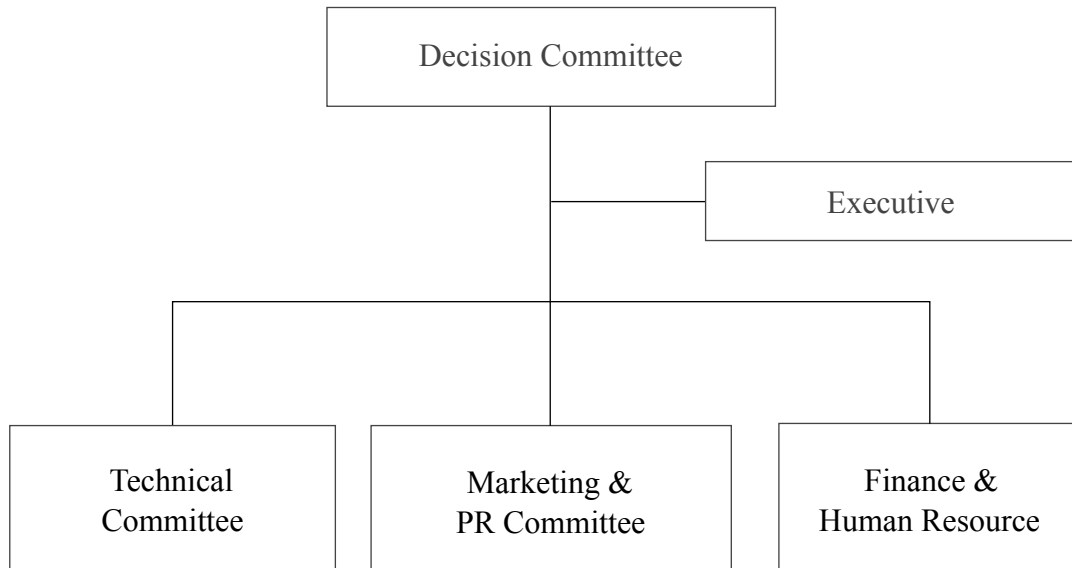 Decision Committee
Executive
Technical
Committee
Marketing &
PR Committee
Finance &
Human Resource